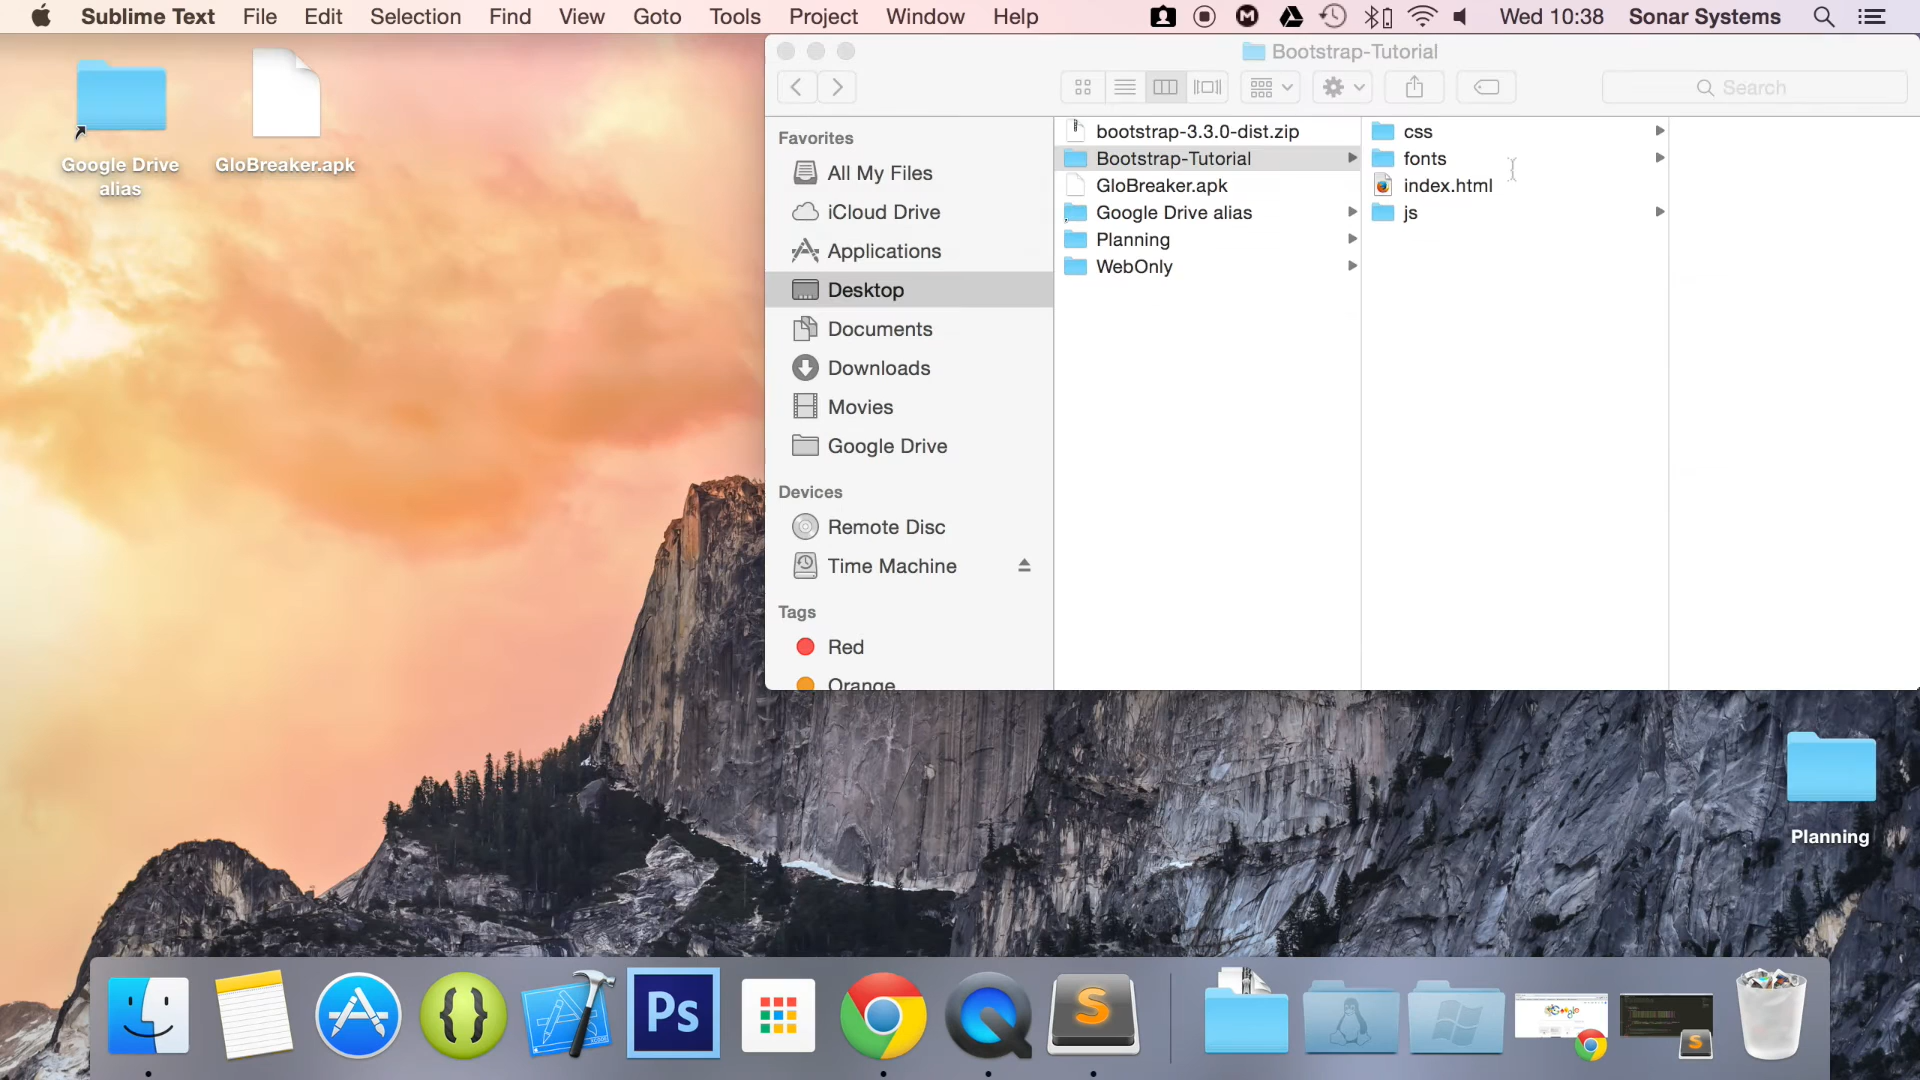 Sublime Text File Edit Selection Find View Goto Tools Project Window Help Wed 10:38 Sonar Systems
Google Drive alias
GloBreaker.apk
Bootstrap-Tutorial
Search
Favorites
All My Files
iCloud Drive
Applications
Desktop
Documents
Downloads
Movies
Google Drive
Devices
Remote Disc
Time Machine
Tags
Red
Orange
bootstrap-3.3.0-dist.zip
Bootstrap-Tutorial
GloBreaker.apk
Google Drive alias
Planning
WebOnly
css
fonts
index.html
js
Planning
Ps